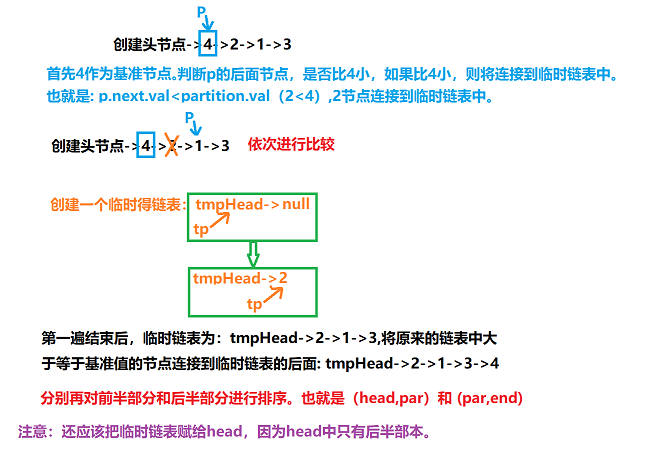 P
创建头节点->4->2->1->3
首先4作为基准节点.判断p的后面节点，是否比4小，如果比4小，则将连接到临时链表中。
也就是: p.next.val<partition.val（2<4）,2节点连接到临时链表中。
P
创建头节点->4->2->1->3 依次进行比较
创建一个临时得链表: tmpHead->null
tp
tmpHead->2
tp
第一遍结束后，临时链表为：tmpHead->2->1->3,将原来的链表中大
于等于基准值的节点连接到临时链表的后面: tmpHead->2->1->3->4
分别再对前半部分和后半部分进行排序。也就是（head,par）和 (par,end)
注意：还应该把临时链表赋给head，因为head中只有后半部本。